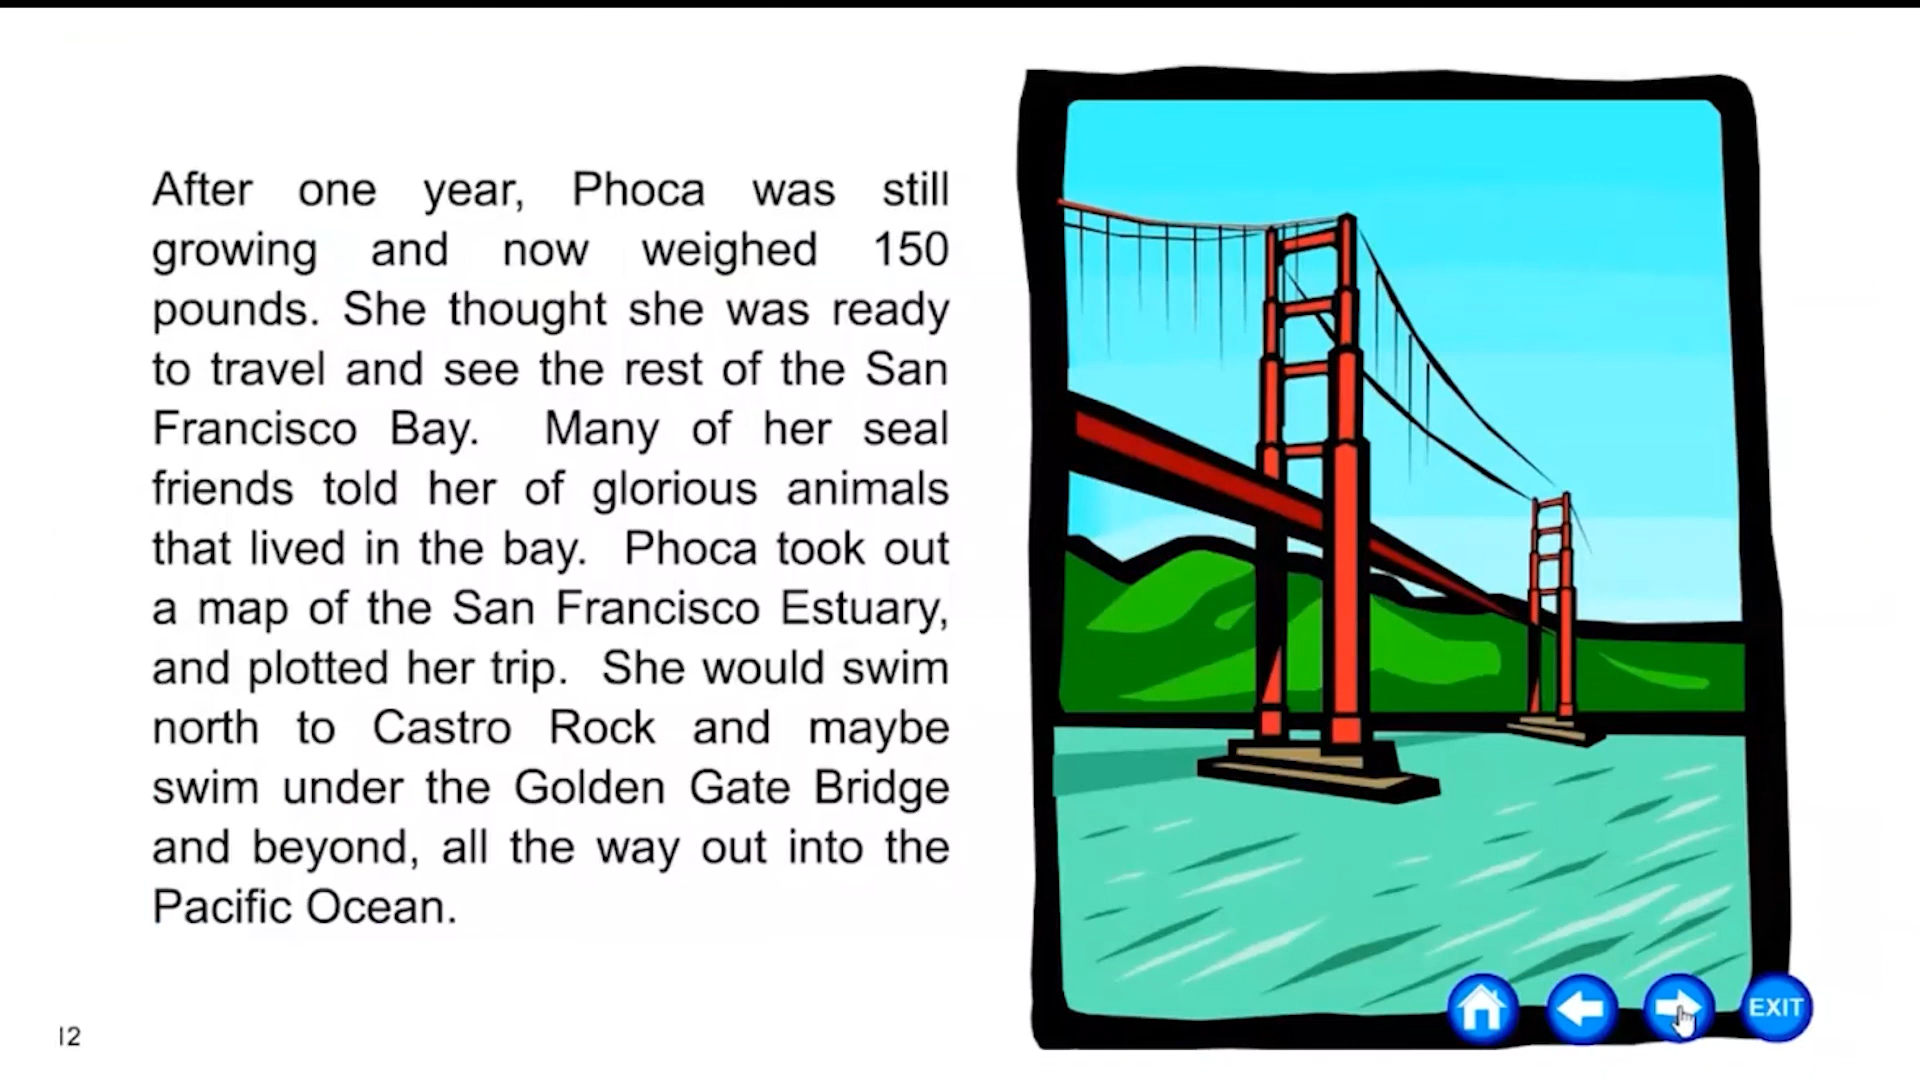 After one year, Phoca was still
growing and now weighed 150
pounds. She thought she was ready
to travel and see the rest of the San
Francisco Bay. Many of her seal
friends told her of glorious animals
that lived in the bay. Phoca took out
a map of the San Francisco Estuary,
and plotted her trip. She would swim
north to Castro Rock and maybe
swim under the Golden Gate Bridge
and beyond, all the way out into the
Pacific Ocean.
12
EXIT